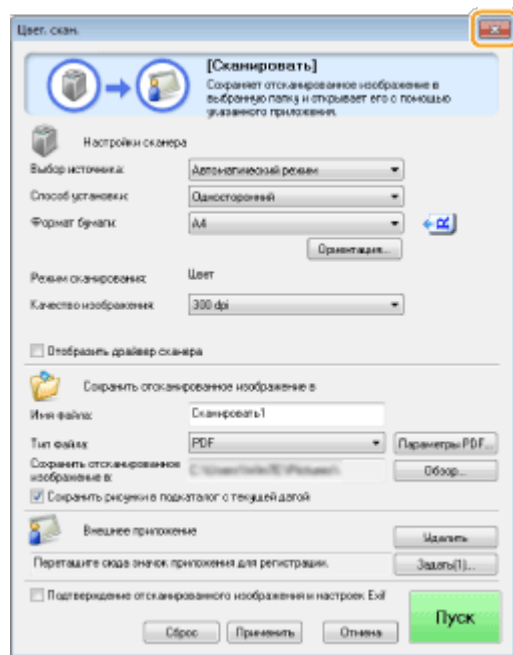 Цвет. скан.
[Сканировать]
Сохраняет отсканированное изображение в
выбранную папку и открывает его с помощью
указанного приложения.
Настройки сканера
Выбор источника: Автоматический режим
Способ установки: Односторонний
Формат бумаги: A4
Ориентация...
Режим сканирования: Цвет
Качество изображения: 300 dpi
Отобразить драйвер сканера
Сохранить отсканированное изображение в
Имя файла: Сканировать1
Тип файла: PDF Параметры PDF...
Сохранить отсканированное
изображение в: Обзор...
Сохранить рисунки в подкаталог с текущей датой
Внешнее приложение Удалить
Перетащите сюда значок приложения для регистрации. Задать(1)...
Подтверждение отсканированного изображения и настроек Exif
Пуск
Сброс Применить Отмена